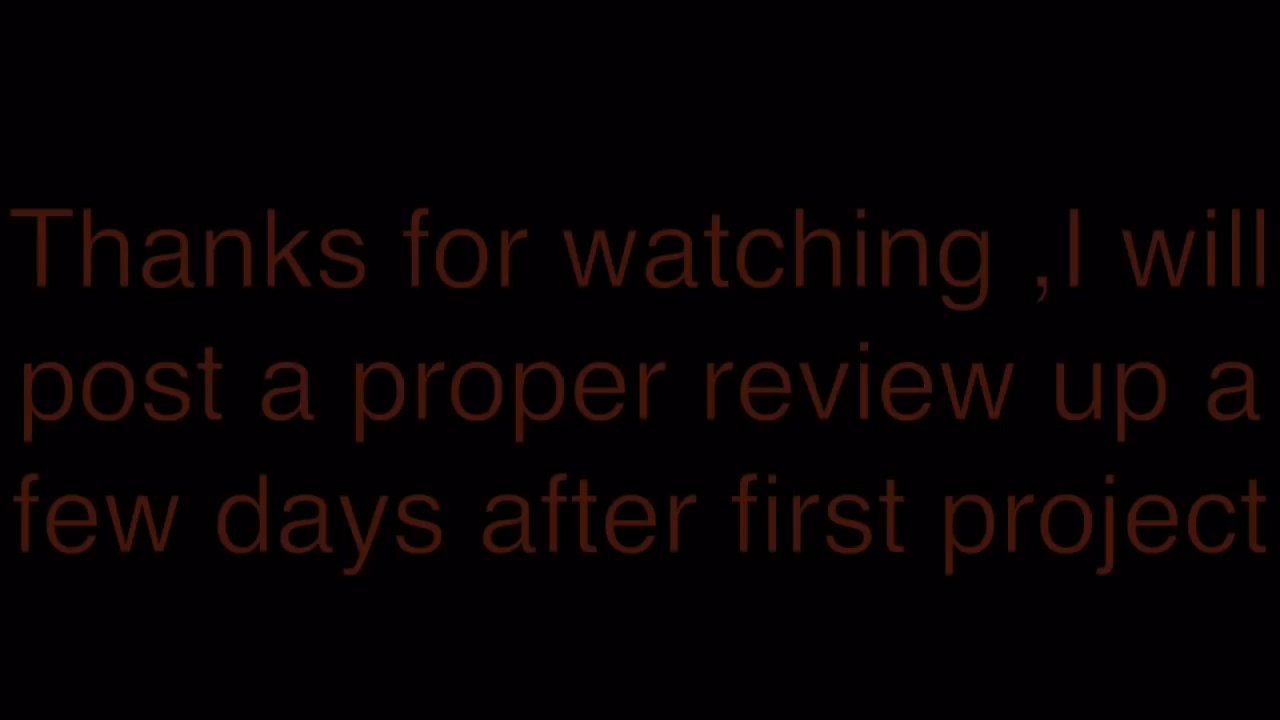 Thanks for watching ,I will
post a proper review up a
few days after first project